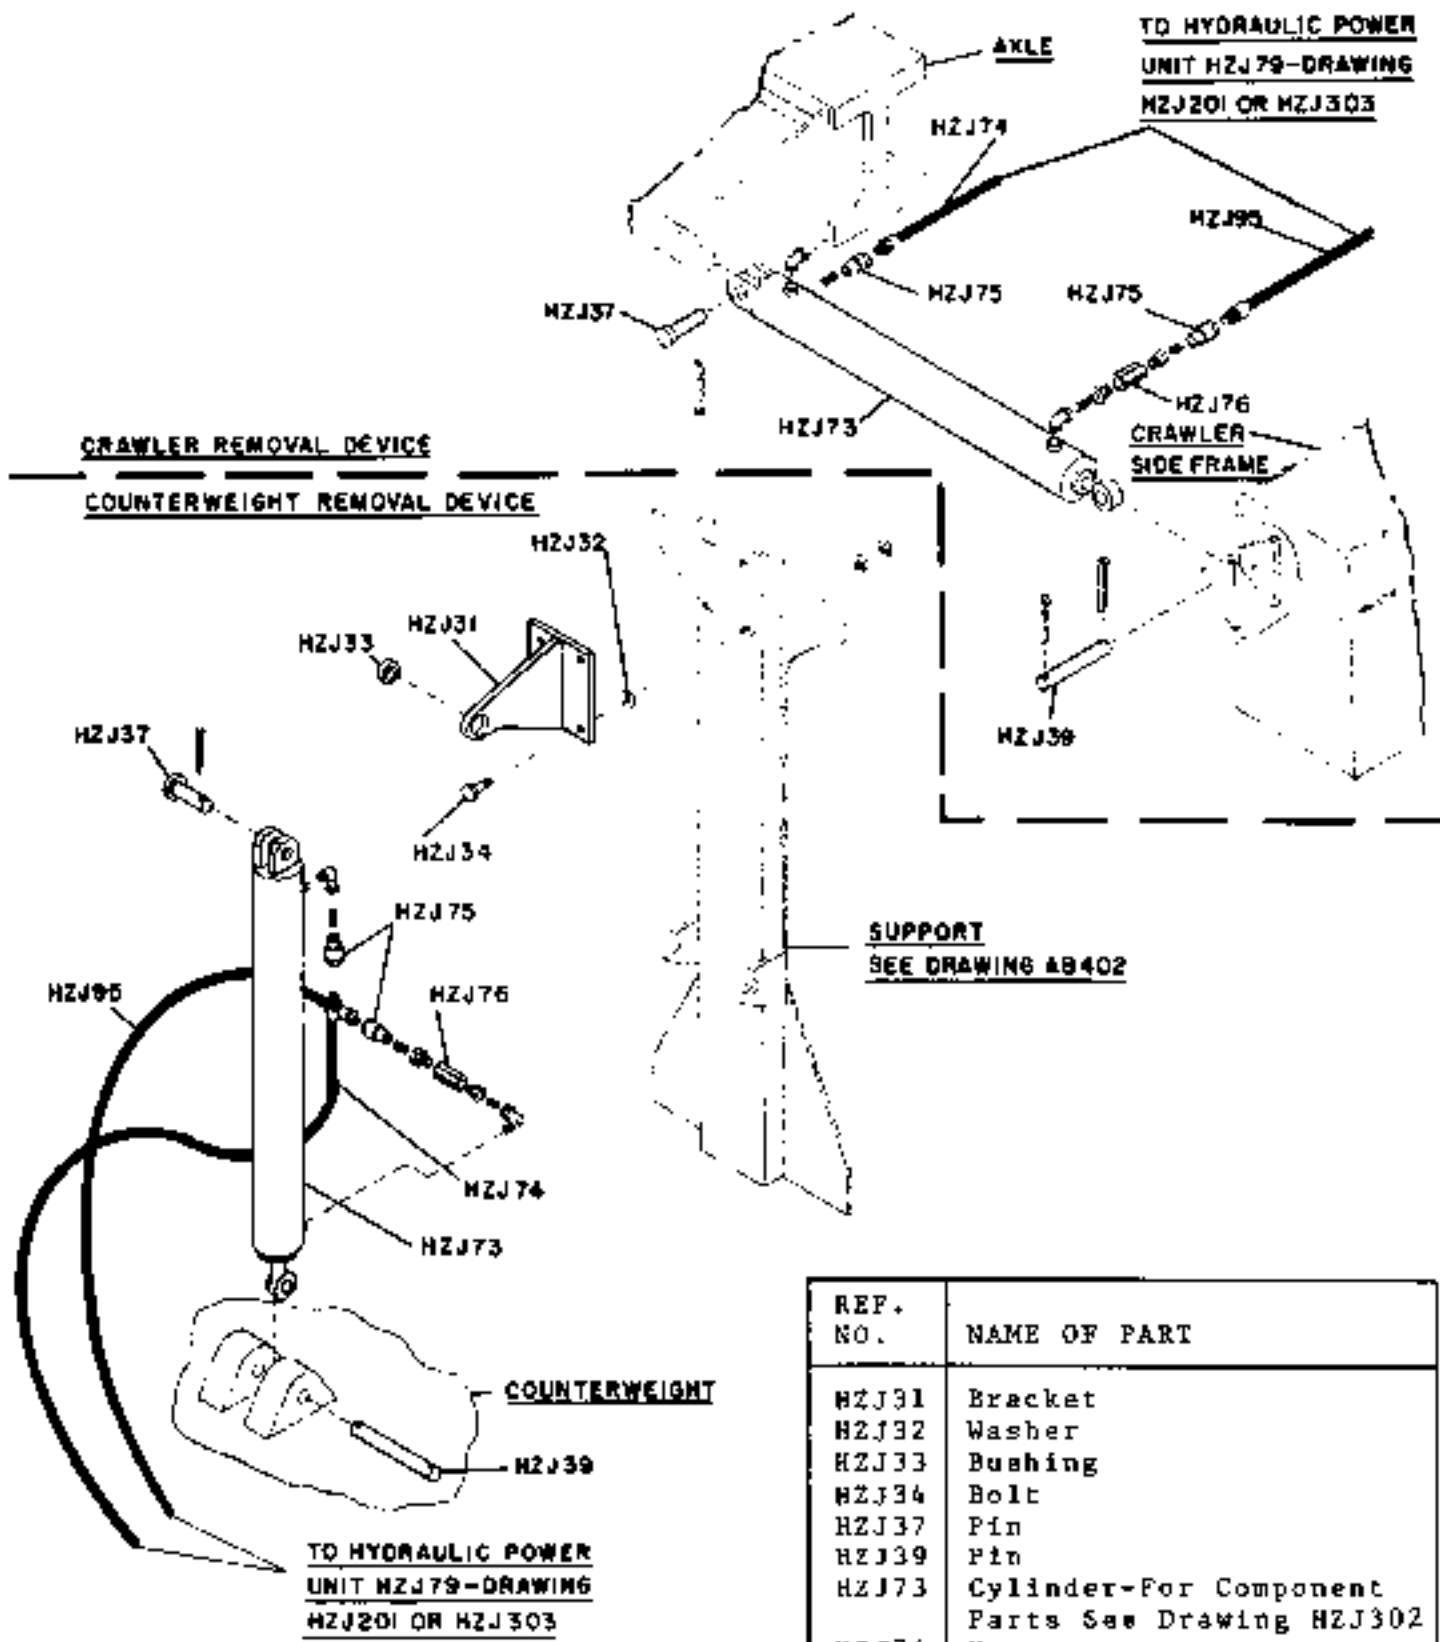 TO HYDRAULIC POWER
UNIT HZJ79-DRAWING
HZJ201 OR HZJ303
AXLE
HZJ74
HZJ95
HZJ75
HZJ75
HZJ37
HZJ76
HZJ73
CRAWLER
SIDE FRAME
CRAWLER REMOVAL DEVICE
COUNTERWEIGHT REMOVAL DEVICE
HZJ32
HZJ31
HZJ33
HZJ39
HZJ37
HZJ34
HZJ75
SUPPORT
SEE DRAWING AB402
HZJ95
HZJ76
HZJ74
HZJ73
COUNTERWEIGHT
HZJ39
TO HYDRAULIC POWER
UNIT HZJ79-DRAWING
HZJ201 OR HZJ303
REF.
NO. NAME OF PART
HZJ31 Bracket
HZJ32 Washer
HZJ33 Bushing
HZJ34 Bolt
HZJ37 Pin
HZJ39 Pin
HZJ73 Cylinder-For Component
Parts See Drawing HZJ302